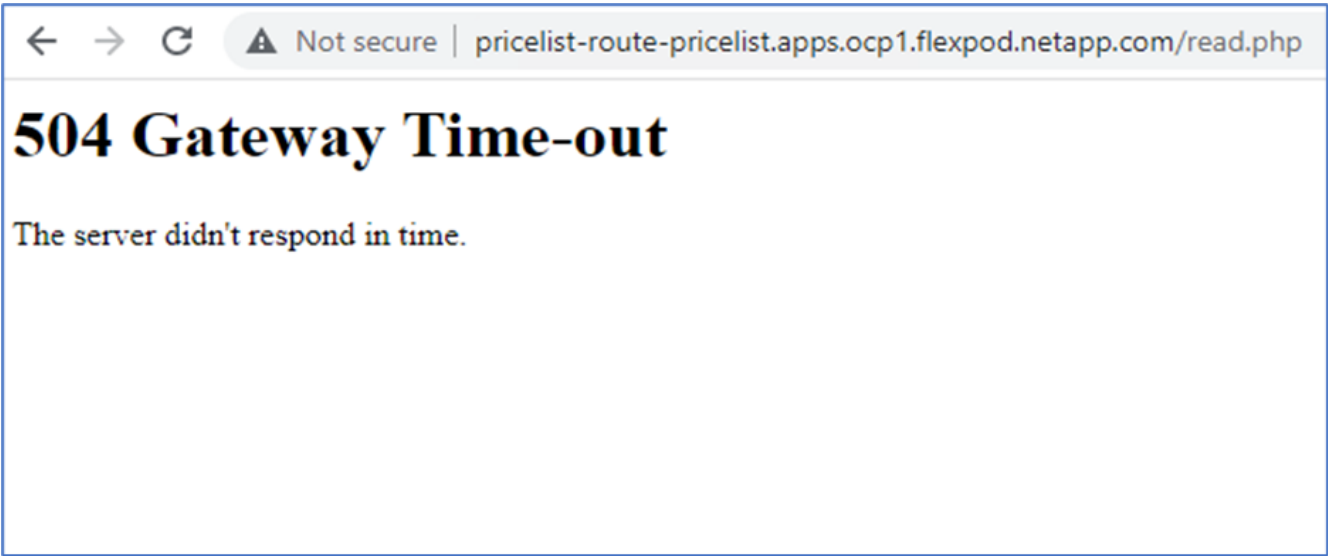 Not secure | pricelist-route-pricelist.apps.ocp1.flexpod.netapp.com/read.php
504 Gateway Time-out
The server didn't respond in time.